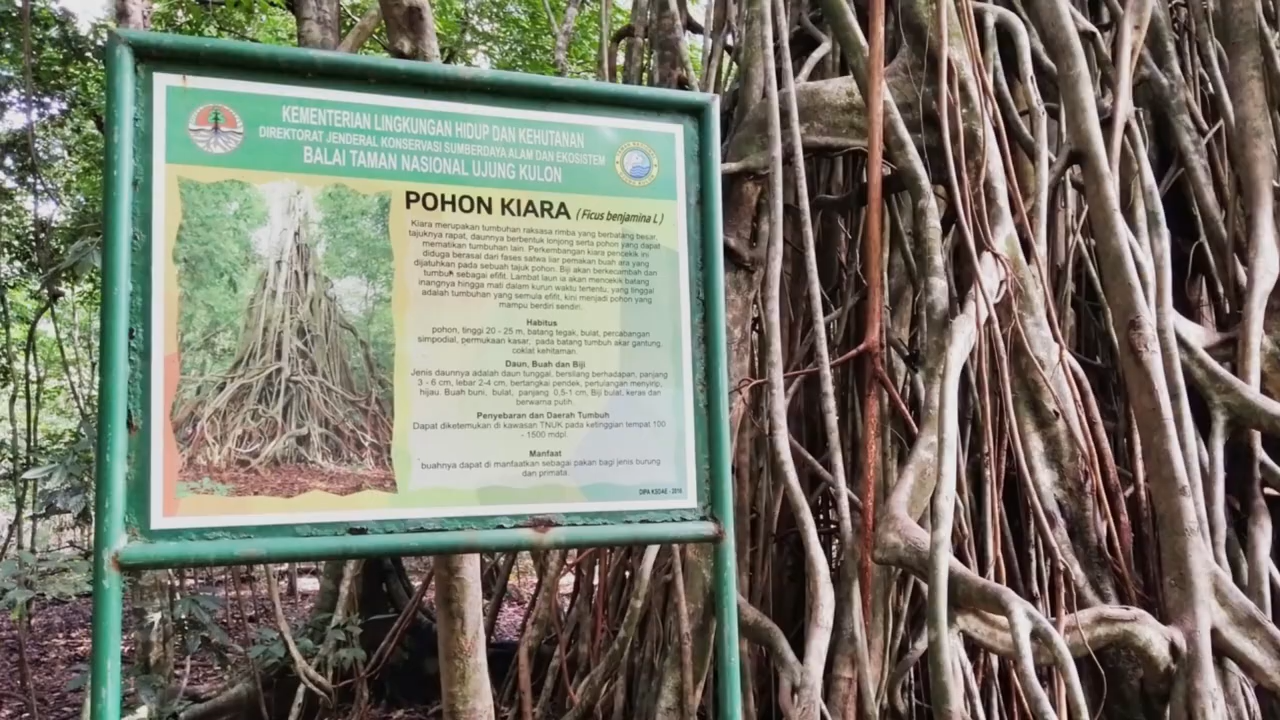 KEMENTERIAN LINGKUNGAN HIDUP DAN KEHUTANAN
DIREKTORAT JENDERAL KONSERVASI SUMBERDAYA ALAM DAN EKOSISTEM
BALAI TAMAN NASIONAL UJUNG KULON
POHON KIARA ( Ficus benjamina L )
Kiara merupakan tumbuhan raksasa rimba yang berbatang besar,
tajuknya rapat, daunnya berbentuk lonjong serta pohon yang dapat
mematikan tumbuhan lain. Perkembangan kiara pencekik ini
diduga berasal dari fases satwa liar pemakan buah ara yang
dijatuhkan pada sebuah tajuk pohon. Biji akan berkecambah dan
tumbuh sebagai efifit. Lambat laun ia akan mencekik batang
inangnya hingga mati dalam kurun waktu tertentu, yang tinggal
adalah tumbuhan yang semula efifit, kini menjadi pohon yang
mampu berdiri sendiri.
Habitus
pohon, tinggi 20 - 25 m, batang tegak, bulat, percabangan
simpodial, permukaan kasar, pada batang tumbuh akar gantung,
coklat kehitaman.
Daun, Buah dan Biji
Jenis daunnya adalah daun tunggal, bersilang berhadapan, panjang
3 - 6 cm, lebar 2-4 cm, bertangkai pendek, pertulangan menyirip,
hijau. Buah buni, bulat, panjang 0,5-1 cm, Biji bulat, keras dan
berwarna putih.
Penyebaran dan Daerah Tumbuh
Dapat diketemukan di kawasan TNUK pada ketinggian tempat 100
- 1500 mdpl.
Manfaat
buahnya dapat di manfaatkan sebagai pakan bagi jenis burung
dan primata.
DIPA KSDAE - 2016